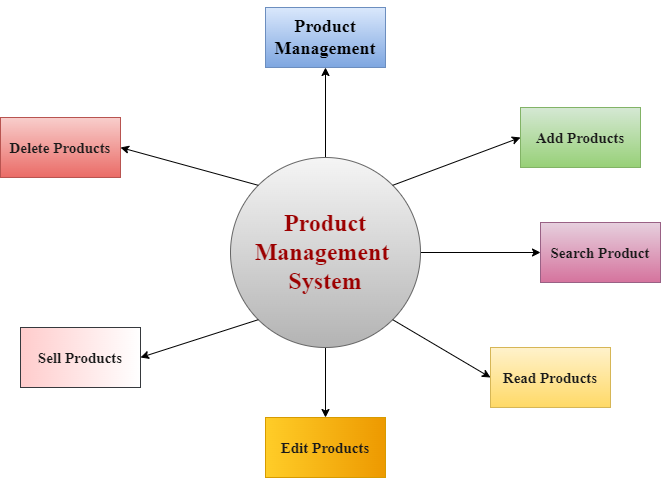 Product
Management
Add Products
Delete Products
Product
Management
System
Search Product
Sell Products
Read Products
Edit Products